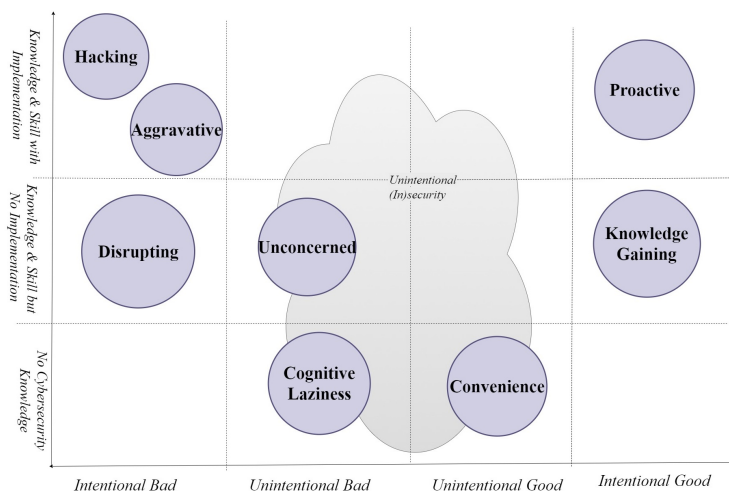 Knowledge & Skill with
Implementation
Hacking
Aggravative
Proactive
Unintentional
(In)security
Knowledge & Skill but
No Implementation
Disrupting
Unconcerned
Knowledge
Gaining
No Cybersecurity
Knowledge
Cognitive
Laziness
Convenience
Intentional Bad
Unintentional Bad
Unintentional Good
Intentional Good